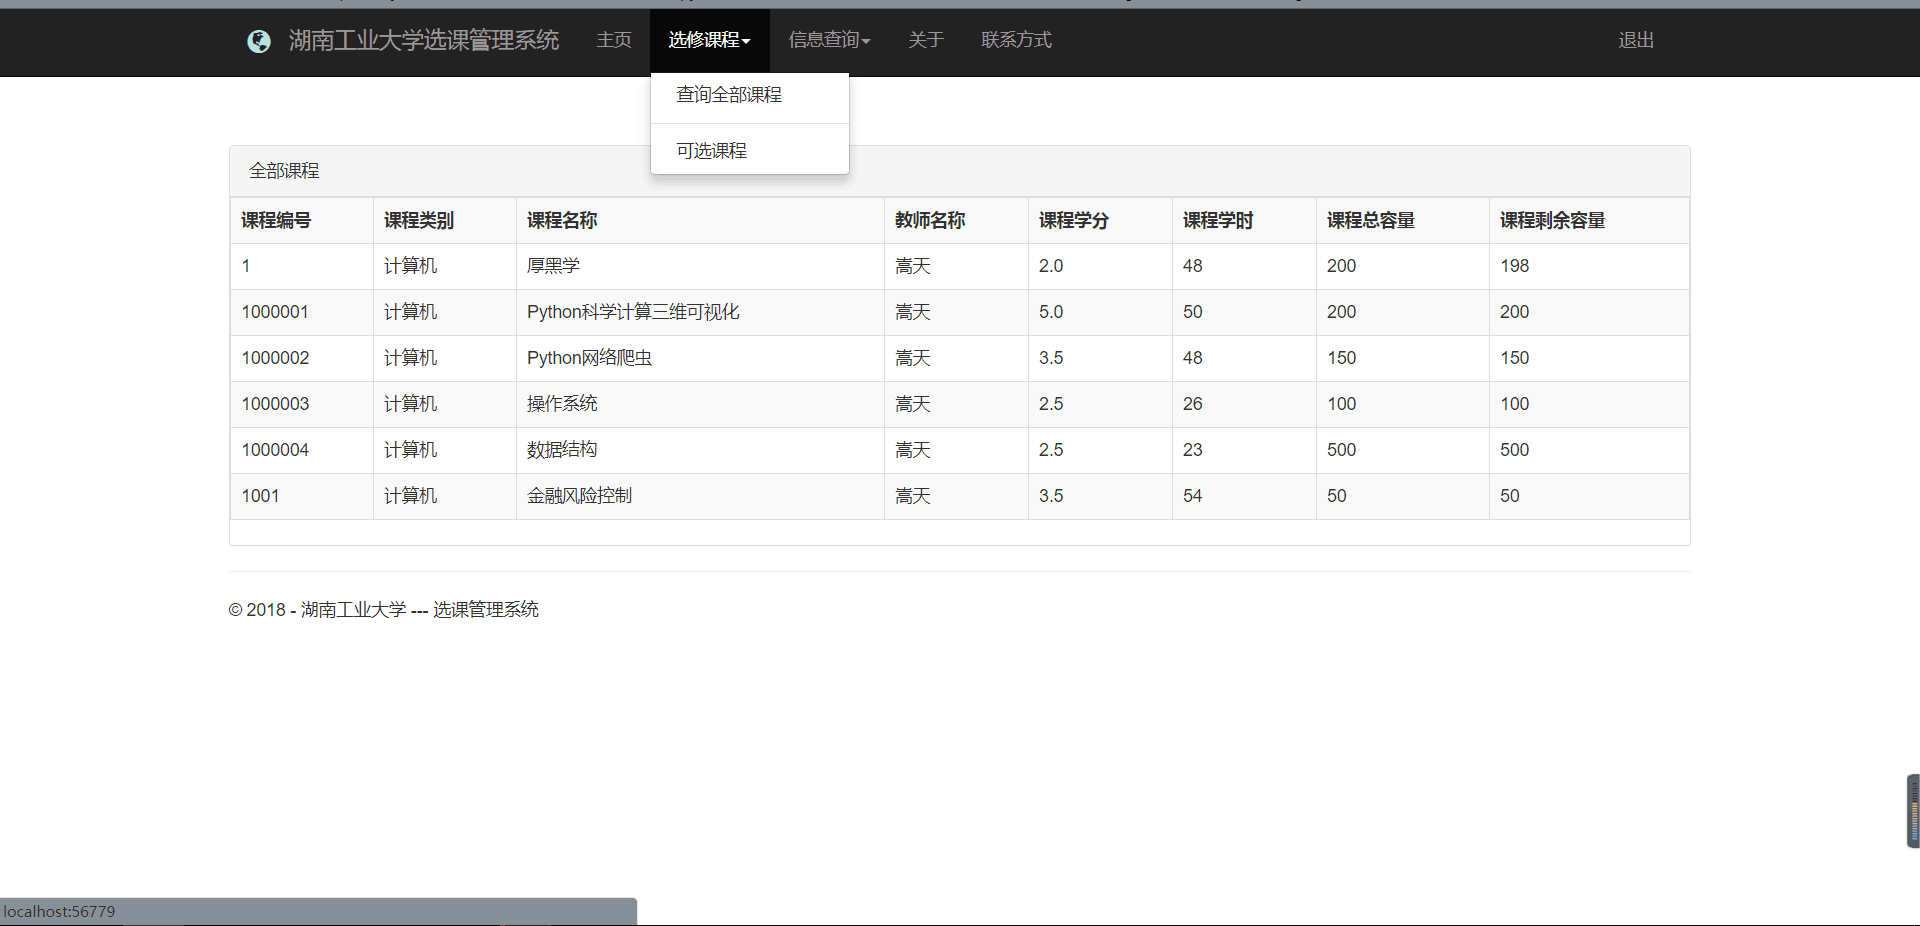 湖南工业大学选课管理系统 主页 选修课程 信息查询 关于 联系方式 退出
查询全部课程
可选课程
全部课程
课程编号 课程类别 课程名称 教师名称 课程学分 课程学时 课程总容量 课程剩余容量
1 计算机 厚黑学 嵩天 2.0 48 200 198
1000001 计算机 Python科学计算三维可视化 嵩天 5.0 50 200 200
1000002 计算机 Python网络爬虫 嵩天 3.5 48 150 150
1000003 计算机 操作系统 嵩天 2.5 26 100 100
1000004 计算机 数据结构 嵩天 2.5 23 500 500
1001 计算机 金融风险控制 嵩天 3.5 54 50 50
© 2018 - 湖南工业大学 --- 选课管理系统
localhost:56779